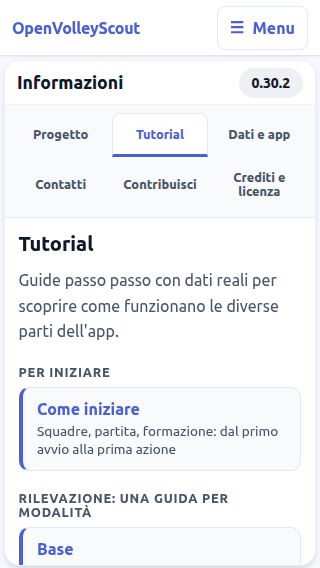 OpenVolleyScout
☰ Menu
Informazioni
0.30.2
Progetto
Tutorial
Dati e app
Contatti
Contribuisci
Crediti e
licenza
Tutorial
Guide passo passo con dati reali per
scoprire come funzionano le diverse
parti dell'app.
PER INIZIARE
Come iniziare
Squadre, partita, formazione: dal primo
avvio alla prima azione
RILEVAZIONE: UNA GUIDA PER
MODALITÀ
Base